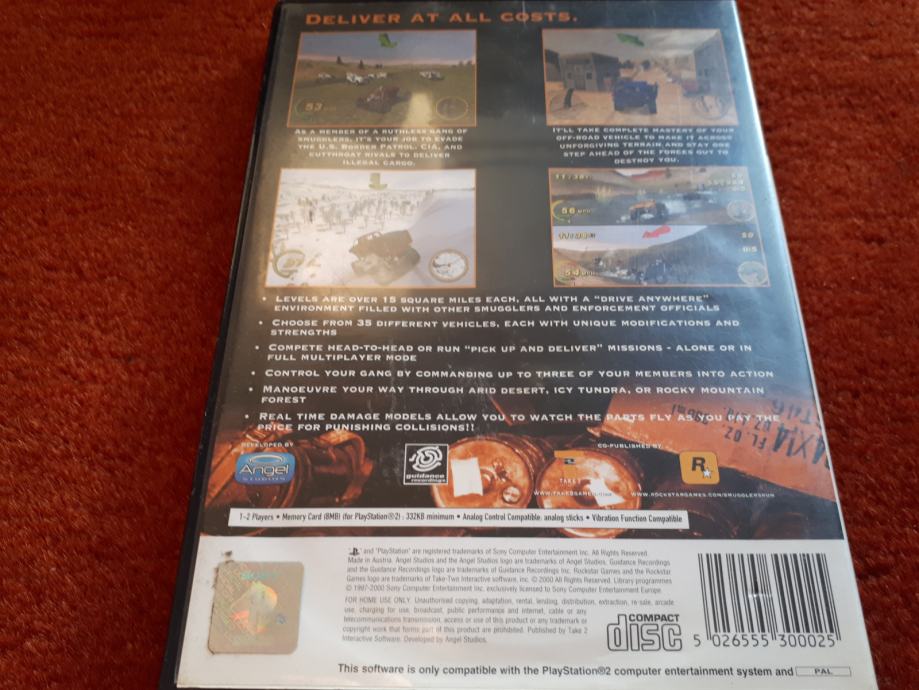 Deliver at all costs.
53 MPH
As a member of a ruthless gang of
smugglers, it's your job to evade
the U.S. Border Patrol, CIA, and
cutthroat rivals to deliver
illegal cargo.
It'll take complete mastery of your
off-road vehicle to make it across
unforgiving terrain and stay one
step ahead of the forces out to
destroy you.
56 MPH
54 MPH
• Levels are over 15 square miles each, all with a "drive anywhere"
environment filled with other smugglers and enforcement officials
• Choose from 35 different vehicles, each with unique modifications and
strengths
• Compete head-to-head or run "pick up and deliver" missions - alone or in
full multiplayer mode
• Control your gang by commanding up to three of your members into action
• Manoeuvre your way through arid desert, icy tundra, or rocky mountain
forest
• Real time damage models allow you to watch the parts fly as you pay the
price for punishing collisions!!
Developed by
Angel
STUDIOS
guidance
recordings
Co-published by
TAKE2
www.take2games.com
R
www.rockstargames.com/smugglersrun
FL. OZ.
1-2 Players • Memory Card (8MB) (for PlayStation®2) : 332KB minimum • Analog Control Compatible: analog sticks • Vibration Function Compatible
" and "PlayStation" are registered trademarks of Sony Computer Entertainment Inc. All Rights Reserved.
Made in Austria. Angel Studios and the Angel Studios logo are trademarks of Angel Studios. Guidance Recordings
and the Guidance Recordings logo are trademarks of Guidance Recordings Inc. Rockstar Games and the Rockstar
Games logo are trademarks of Take-Two Interactive software, inc. © 2000 All Rights Reserved. Library programmes
© 1997-2000 Sony Computer Entertainment Inc. exclusively licensed to Sony Computer Entertainment Europe
FOR HOME USE ONLY. Unauthorised copying, adaptation, rental, lending, distribution, extraction, re-sale, arcade
use, charging for use, broadcast, public performance and internet, cable or any
telecommunications transmission, access or use of this product or any trademark or
copyright work that forms part of this product are prohibited. Published by Take 2
Interactive Software. Developed by Angel Studios.
COMPACT
disc
5 026555 300025
This software is only compatible with the PlayStation®2 computer entertainment system and PAL